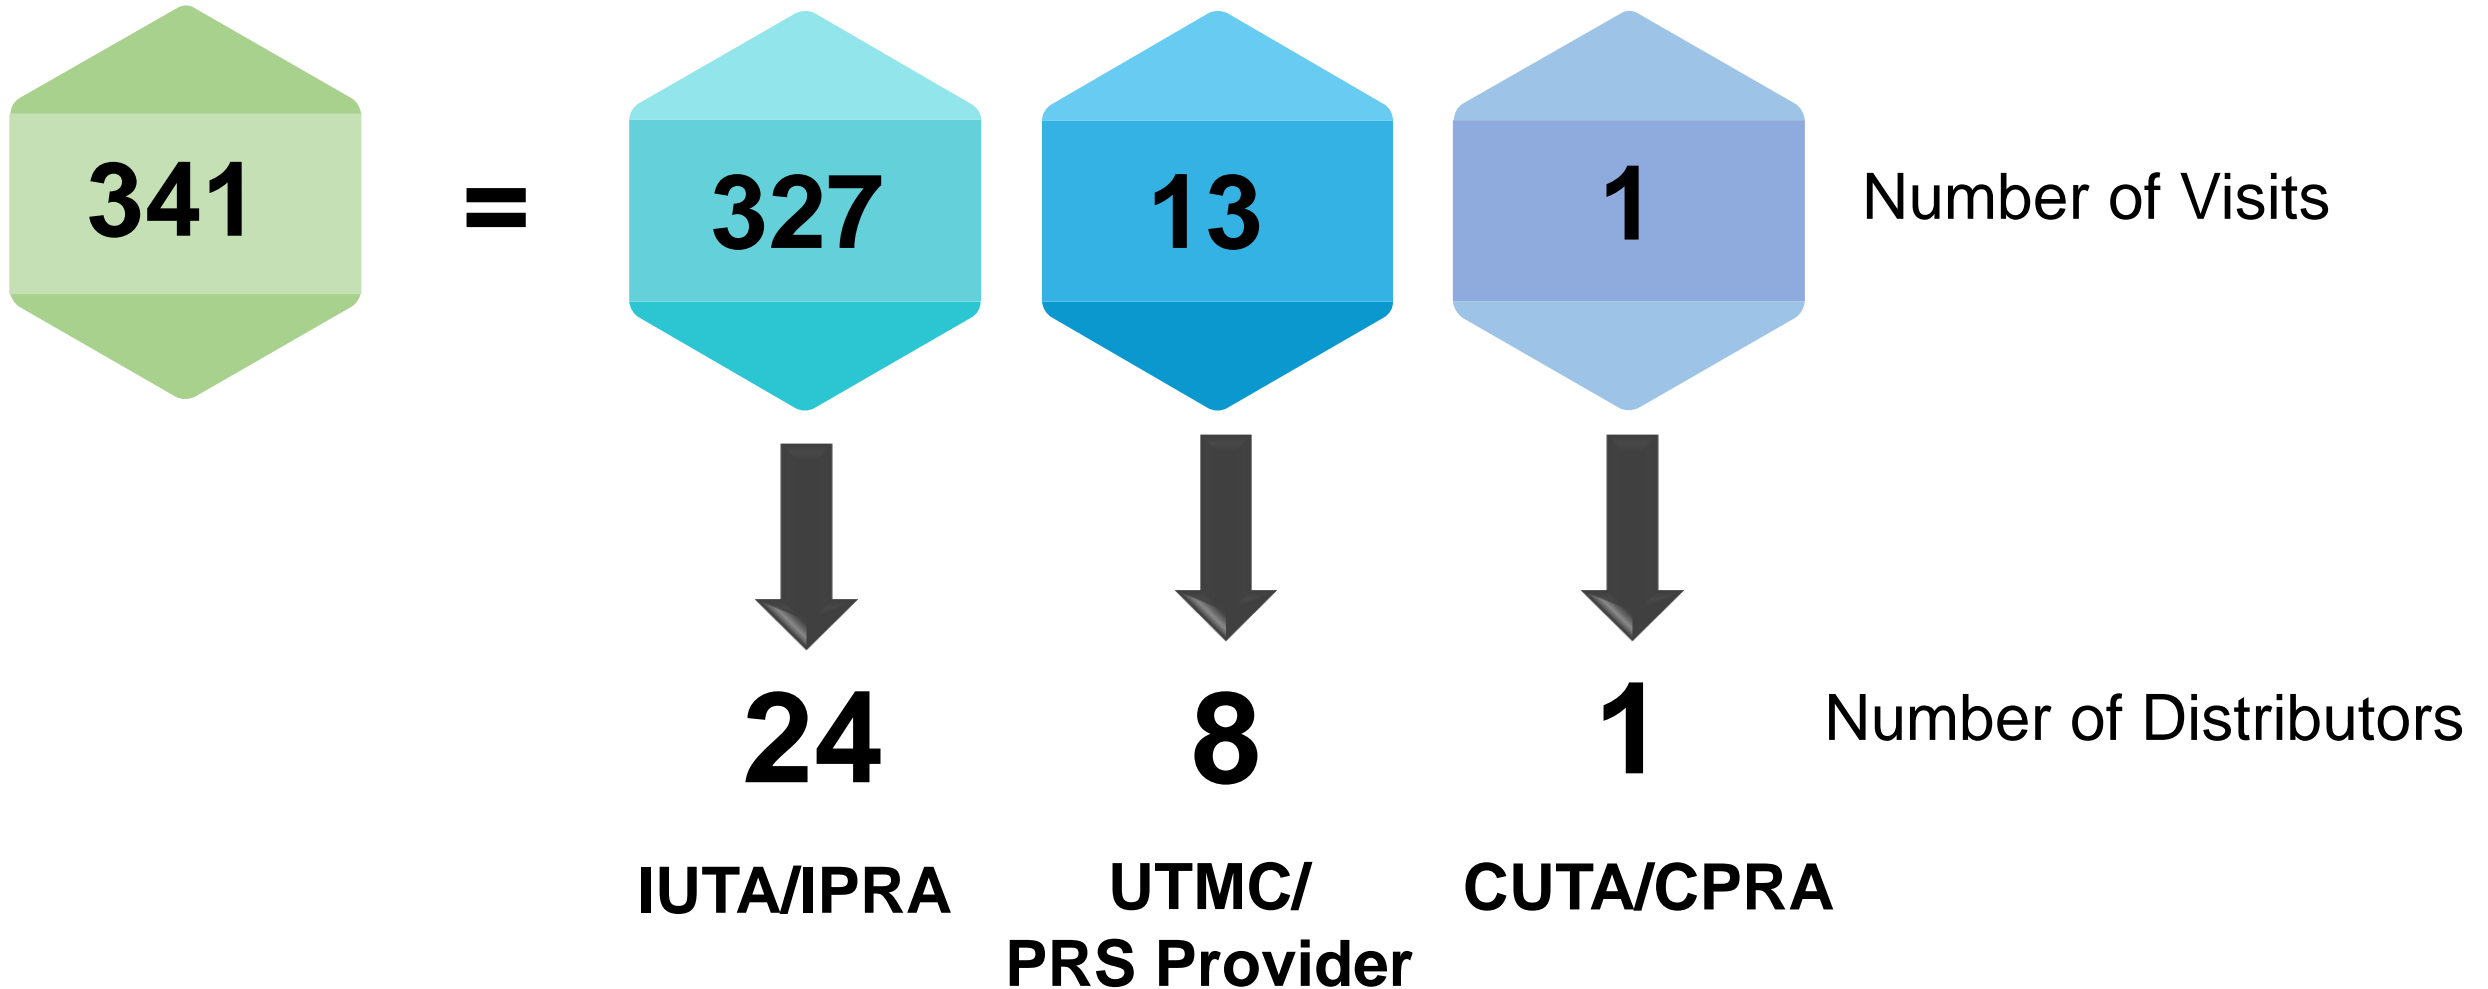 341 = 327 13 1 Number of Visits
24 8 1 Number of Distributors
IUTA/IPRA UTMC/ CUTA/CPRA
PRS Provider